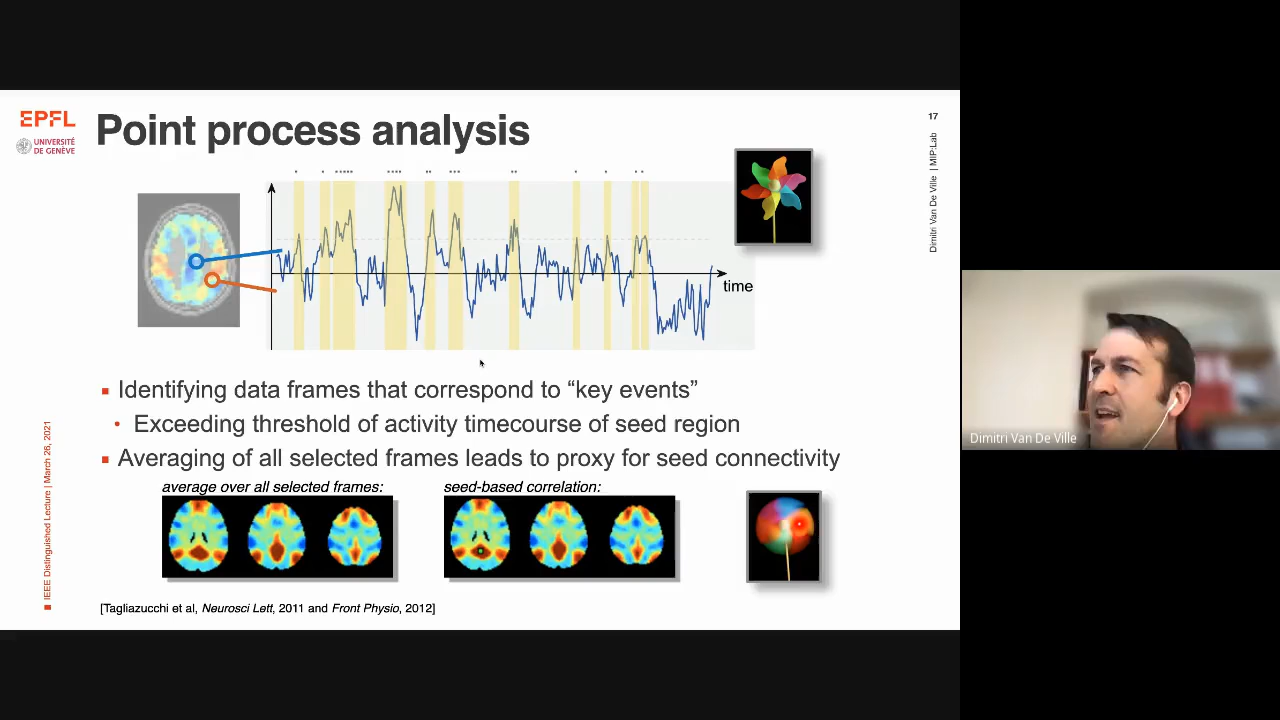 EPFL
UNIVERSITÉ
DE GENÈVE
Point process analysis
17
Dimitri Van De Ville | MIP:Lab
time
Identifying data frames that correspond to “key events”
Exceeding threshold of activity timecourse of seed region
Averaging of all selected frames leads to proxy for seed connectivity
average over all selected frames:
seed-based correlation:
[Tagliazucchi et al, Neurosci Lett, 2011 and Front Physio, 2012]
IEEE Distinguished Lecture | March 26, 2021
Dimitri Van De Ville